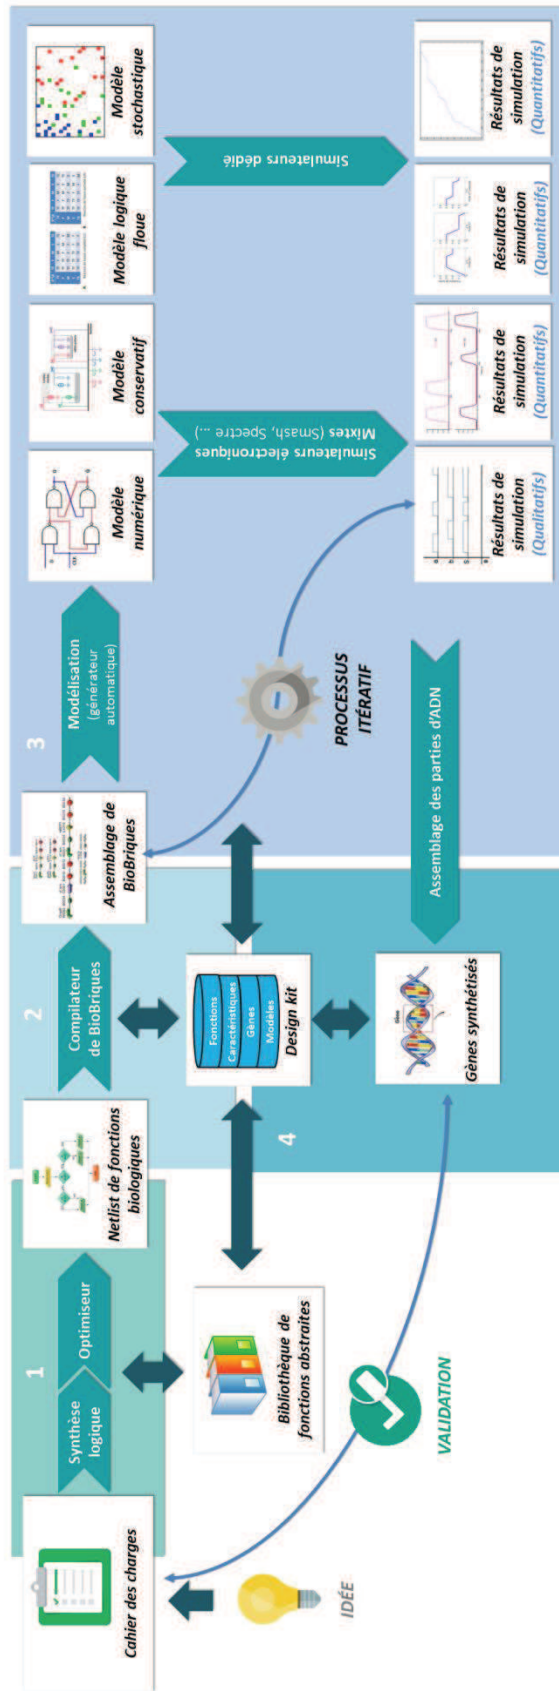 1
2
3
4
Cahier des charges
IDÉE
Synthèse
logique
Optimiseur
Bibliothèque de
fonctions abstraites
VALIDATION
Netlist de fonctions
biologiques
Compilateur
de BioBriques
Fonctions
Caractéristiques
Gènes
Modèles
Design kit
Gènes synthétisés
Assemblage de
BioBriques
Modélisation
(générateur
automatique)
PROCESSUS
ITÉRATIF
Assemblage des parties d'ADN
Modèle
numérique
Modèle
conservatif
Modèle logique
floue
Modèle
stochastique
Simulateurs électroniques
Mixtes (Smash, Spectre ...)
Simulateurs dédié
Résultats de
simulation
(Qualitatifs)
Résultats de
simulation
(Quantitatifs)
Résultats de
simulation
(Quantitatifs)
Résultats de
simulation
(Quantitatifs)